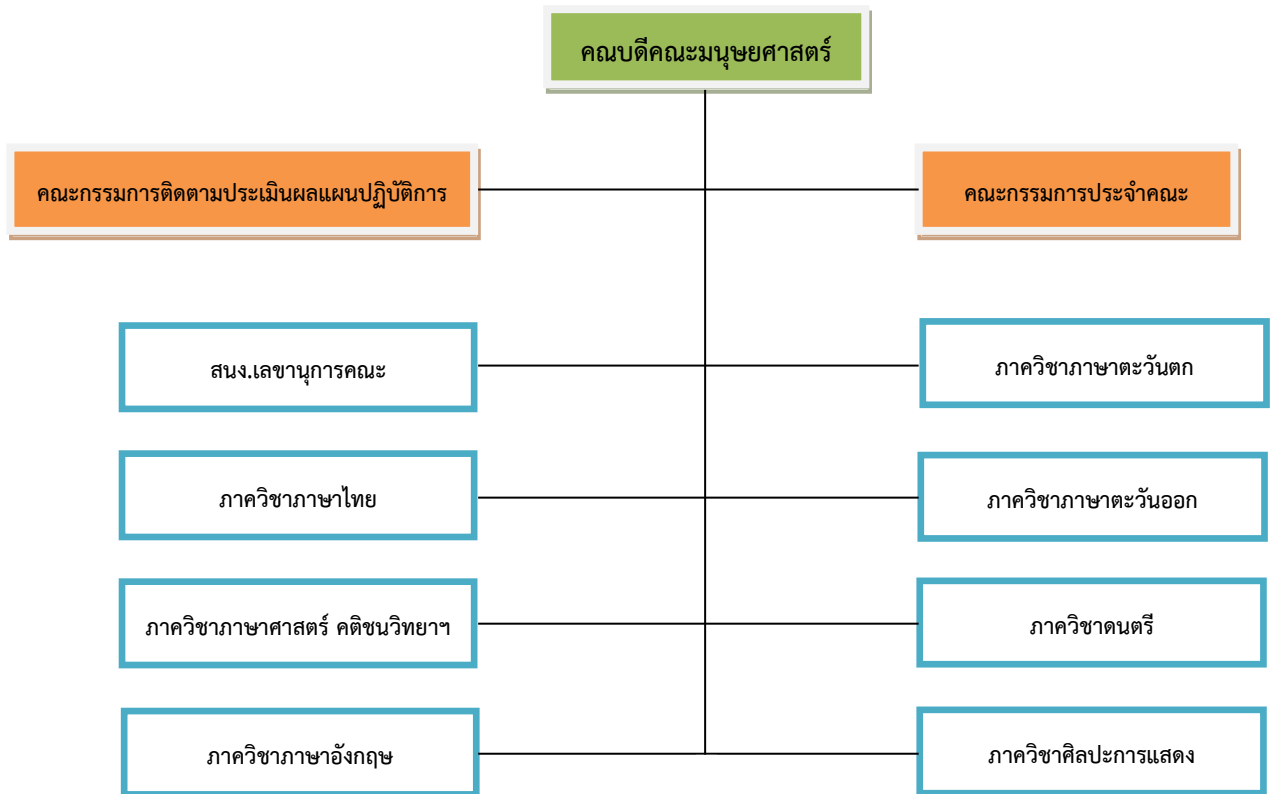 คณบดีคณะมนุษยศาสตร์
คณะกรรมการติดตามประเมินผลแผนปฏิบัติการ
คณะกรรมการประจำคณะ
สนง.เลขานุการคณะ
ภาควิชาภาษาตะวันตก
ภาควิชาภาษาไทย
ภาควิชาภาษาตะวันออก
ภาควิชาภาษาศาสตร์ คติชนวิทยาฯ
ภาควิชาดนตรี
ภาควิชาภาษาอังกฤษ
ภาควิชาศิลปะการแสดง